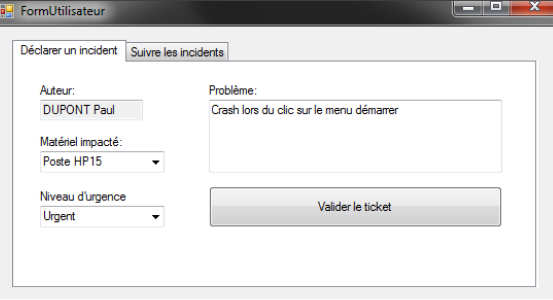 FormUtilisateur
Déclarer un incident
Suivre les incidents
Auteur:
DUPONT Paul
Matériel impacté:
Poste HP15
Niveau d'urgence
Urgent
Problème:
Crash lors du clic sur le menu démarrer
Valider le ticket